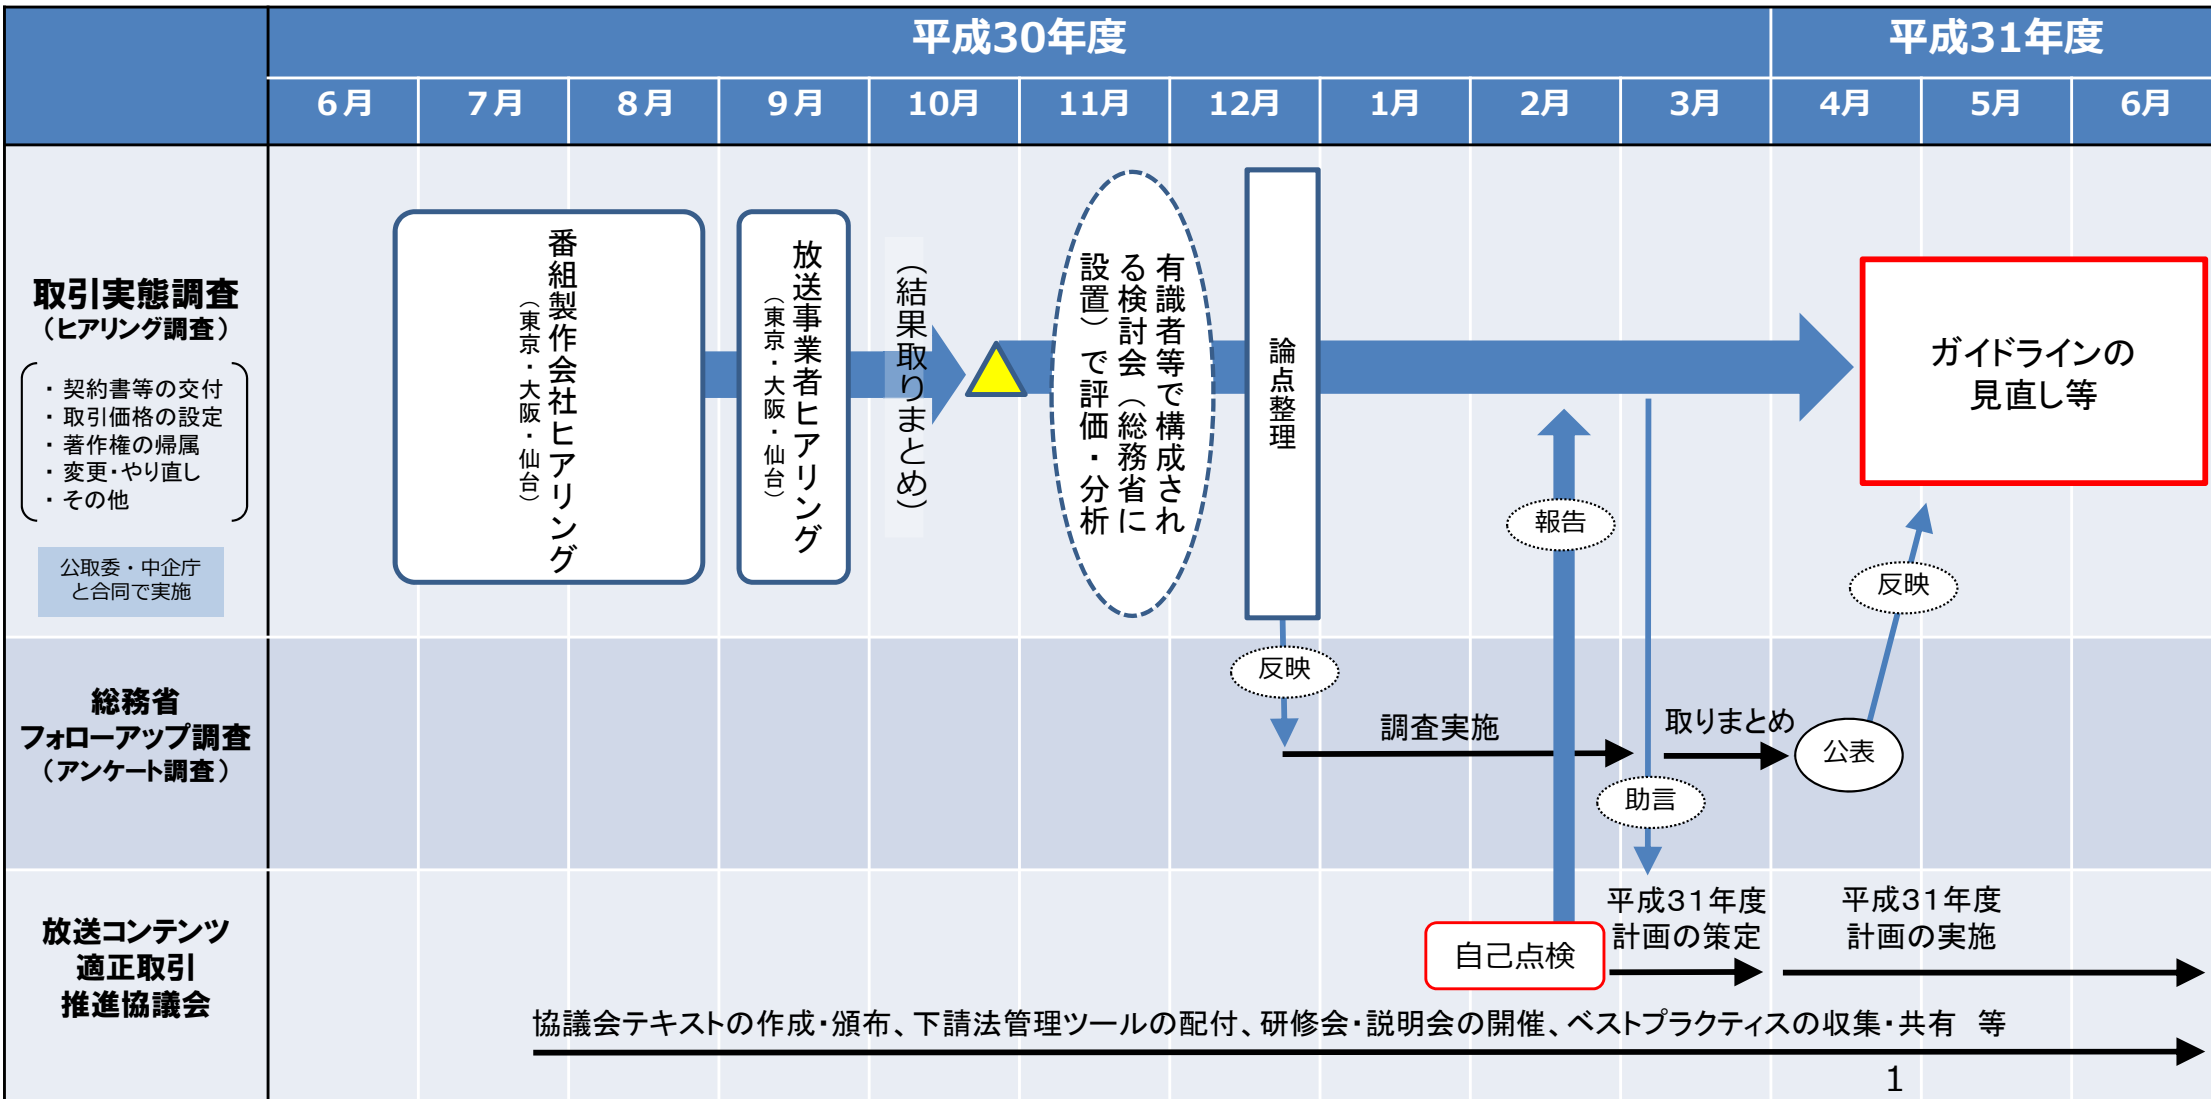 平成30年度
平成31年度
6月
7月
8月
9月
10月
11月
12月
1月
2月
3月
4月
5月
6月
取引実態調査
（ヒアリング調査）
・契約書等の交付
・取引価格の設定
・著作権の帰属
・変更・やり直し
・その他
公取委・中企庁
と合同で実施
番組製作会社ヒアリング
（東京・大阪・仙台）
放送事業者ヒアリング
（東京・大阪・仙台）
（結果取りまとめ）
有識者等で構成され
る検討会（総務省に
設置）で評価・分析
論点整理
報告
ガイドラインの
見直し等
反映
総務省
フォローアップ調査
（アンケート調査）
反映
調査実施
取りまとめ
公表
助言
放送コンテンツ
適正取引
推進協議会
自己点検
平成31年度
計画の策定
平成31年度
計画の実施
協議会テキストの作成・頒布、下請法管理ツールの配付、研修会・説明会の開催、ベストプラクティスの収集・共有　等
1